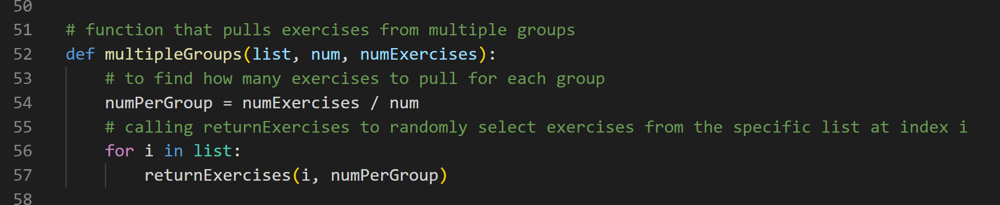 50
51 # function that pulls exercises from multiple groups
52 def multipleGroups(list, num, numExercises):
53 # to find how many exercises to pull for each group
54 numPerGroup = numExercises / num
55 # calling returnExercises to randomly select exercises from the specific list at index i
56 for i in list:
57 returnExercises(i, numPerGroup)
58